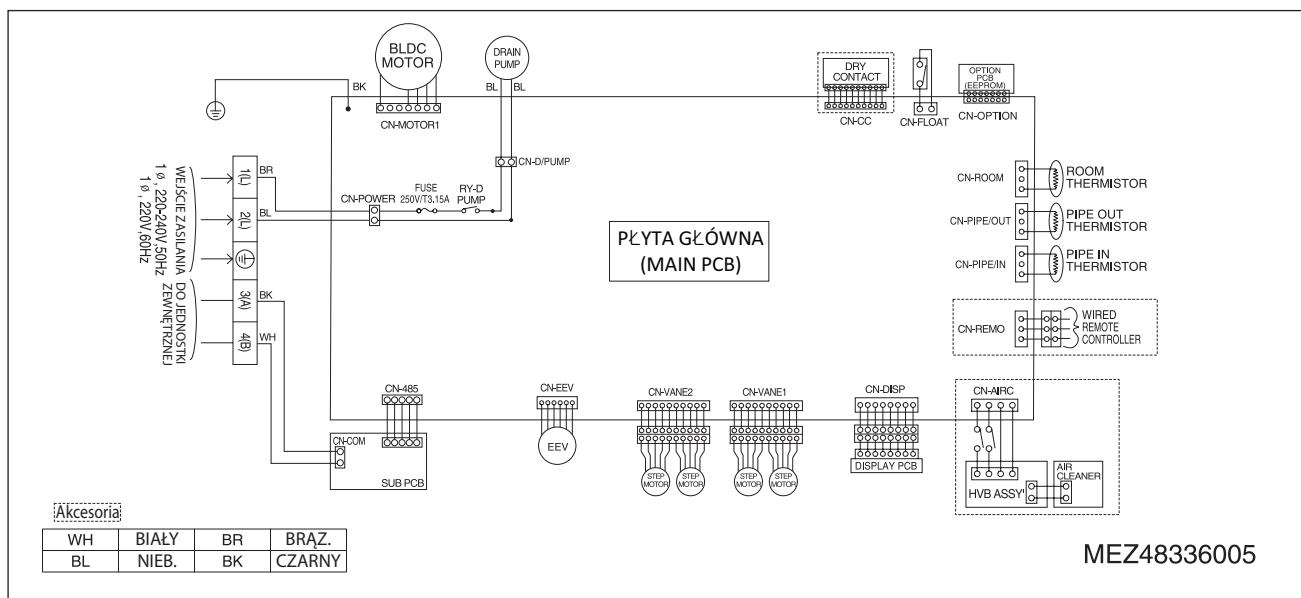 BLDC
MOTOR
DRAIN
PUMP
BK
BL
BL
CN-MOTOR1
CN-D/PUMP
DRY
CONTACT
CN-CC
CN-FLOAT
OPTION
PCB
(EEPROM)
CN-OPTION
WEJŚCIE ZASILANIA
1 ø , 220-240V,50Hz
1 ø , 220V,60Hz
1(L)
BR
2(L)
BL
CN-POWER
FUSE
250V/T3.15A
RY-D
PUMP
PŁYTA GŁÓWNA
(MAIN PCB)
CN-ROOM
ROOM
THERMISTOR
CN-PIPE/OUT
PIPE OUT
THERMISTOR
CN-PIPE/IN
PIPE IN
THERMISTOR
DO JEDNOSTKI
ZEWNĘTRZNEJ
3(A)
BK
4(B)
WH
CN-REMO
WIRED
REMOTE
CONTROLLER
CN-485
CN-COM
SUB PCB
CN-EEV
EEV
CN-VANE2
STEP
MOTOR
STEP
MOTOR
CN-VANE1
STEP
MOTOR
STEP
MOTOR
CN-DISP
DISPLAY PCB
CN-AIRC
HVB ASSY'
AIR
CLEANER
Akcesoria
WH BIAŁY BR BRĄZ.
BL NIEB. BK CZARNY
MEZ48336005